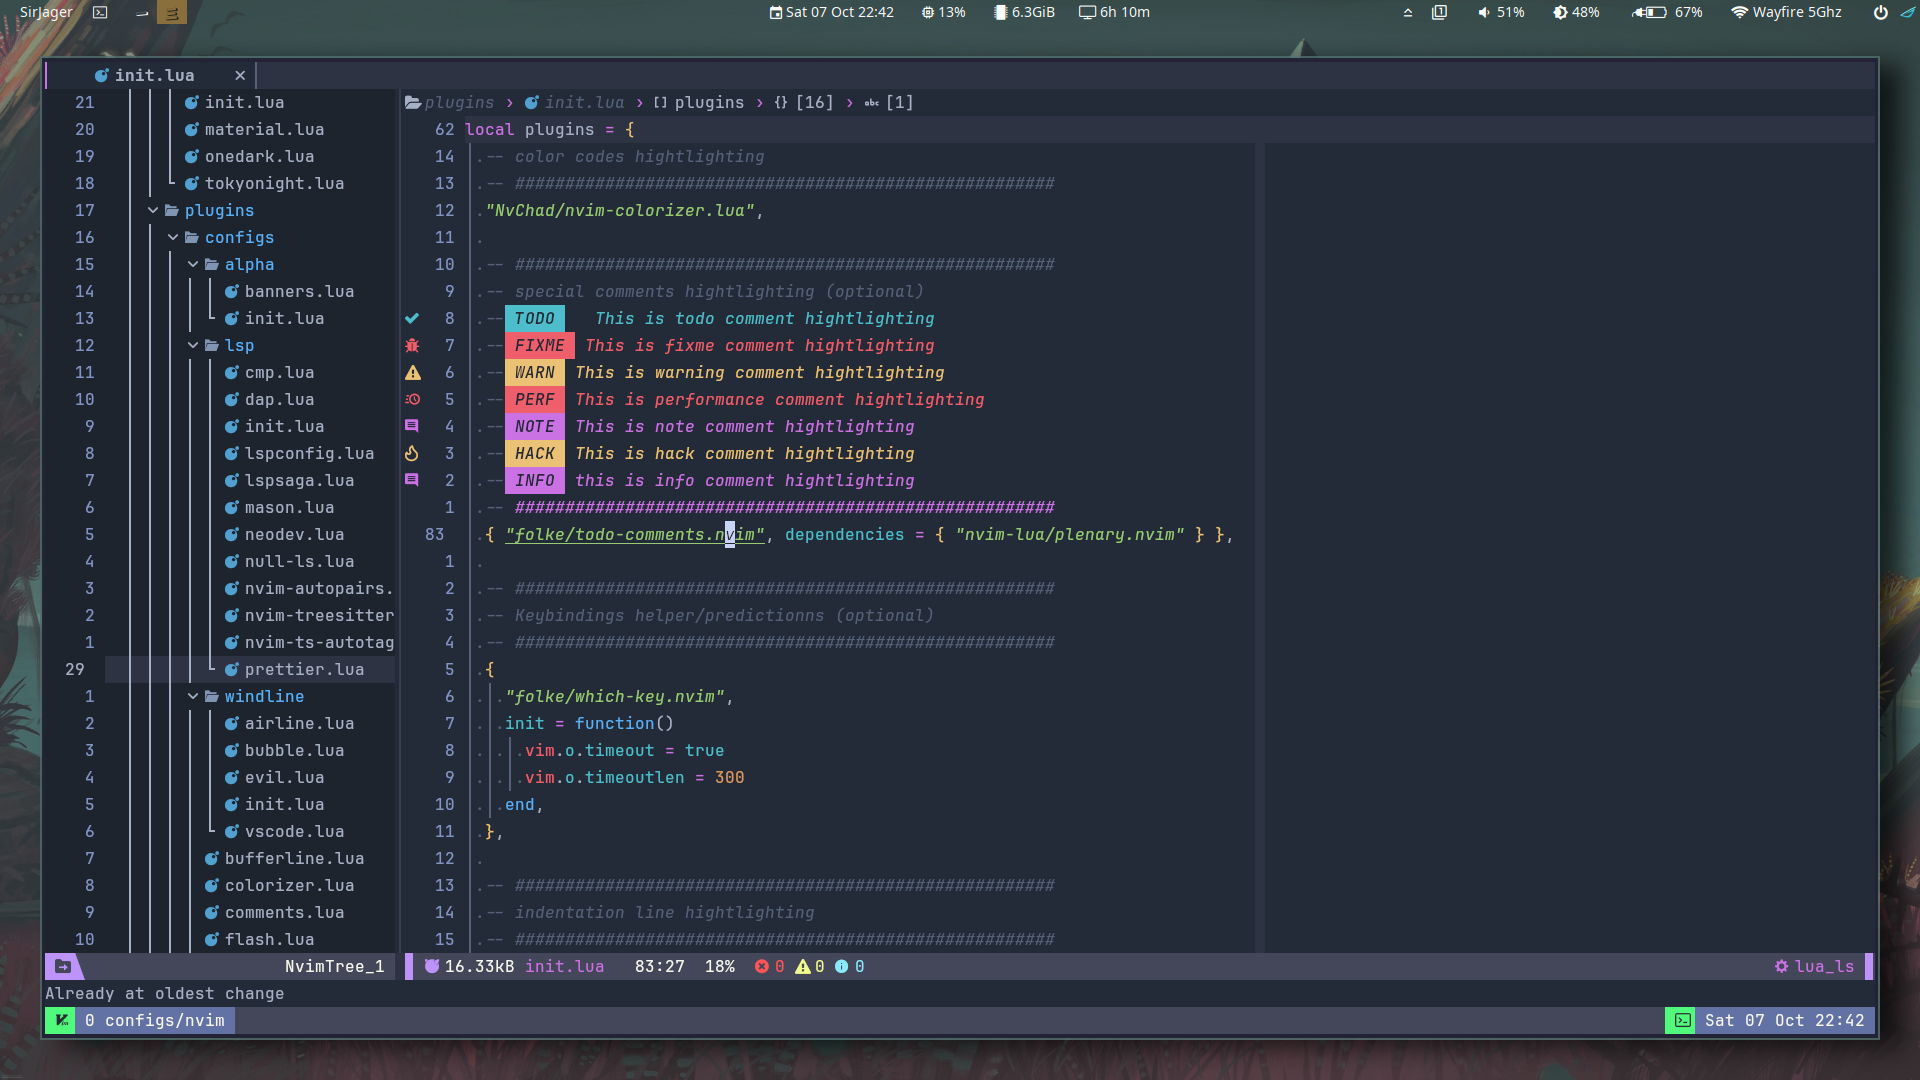 SirJager
Sat 07 Oct 22:42 13% 6.3GiB 6h 10m
1 51% 48% 67% Wayfire 5Ghz
init.lua ✕
21 init.lua
20 material.lua
19 onedark.lua
18 tokyonight.lua
17 plugins
16 configs
15 alpha
14 banners.lua
13 init.lua
12 lsp
11 cmp.lua
10 dap.lua
9 init.lua
8 lspconfig.lua
7 lspsaga.lua
6 mason.lua
5 neodev.lua
4 null-ls.lua
3 nvim-autopairs.
2 nvim-treesitter
1 nvim-ts-autotag
29 prettier.lua
1 windline
2 airline.lua
3 bubble.lua
4 evil.lua
5 init.lua
6 vscode.lua
7 bufferline.lua
8 colorizer.lua
9 comments.lua
10 flash.lua
plugins › init.lua › [] plugins › {} [16] › abc [1]
62 local plugins = {
14 .-- color codes hightlighting
13 .-- ######################################################
12 ."NvChad/nvim-colorizer.lua",
11 .
10 .-- ######################################################
9 .-- special comments hightlighting (optional)
8 .-- TODO This is todo comment hightlighting
7 .-- FIXME This is fixme comment hightlighting
6 .-- WARN This is warning comment hightlighting
5 .-- PERF This is performance comment hightlighting
4 .-- NOTE This is note comment hightlighting
3 .-- HACK This is hack comment hightlighting
2 .-- INFO this is info comment hightlighting
1 .-- ######################################################
83 .{ "folke/todo-comments.nvim", dependencies = { "nvim-lua/plenary.nvim" } },
1 .
2 .-- ######################################################
3 .-- Keybindings helper/predictionns (optional)
4 .-- ######################################################
5 .{
6 . ."folke/which-key.nvim",
7 . .init = function()
8 . . .vim.o.timeout = true
9 . . .vim.o.timeoutlen = 300
10 . .end,
11 .},
12 .
13 .-- ######################################################
14 .-- indentation line hightlighting
15 .-- ######################################################
NvimTree_1
16.33kB init.lua 83:27 18% 0 0 0 lua_ls
Already at oldest change
0 configs/nvim
Sat 07 Oct 22:42